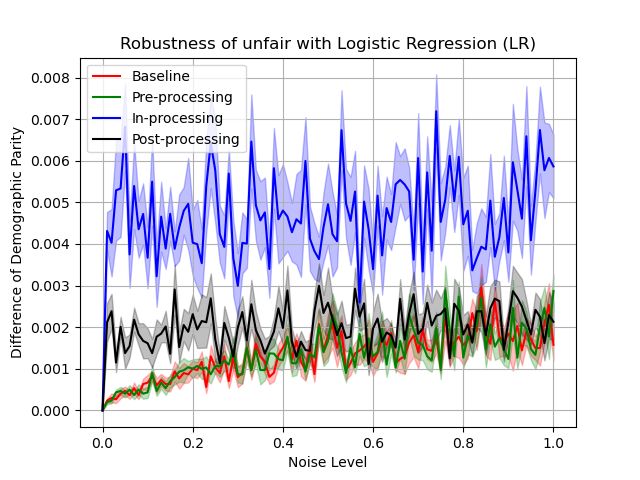 Robustness of unfair with Logistic Regression (LR)
Baseline
Pre-processing
In-processing
Post-processing
Difference of Demographic Parity
0.008
0.007
0.006
0.005
0.004
0.003
0.002
0.001
0.000
0.0 0.2 0.4 0.6 0.8 1.0
Noise Level